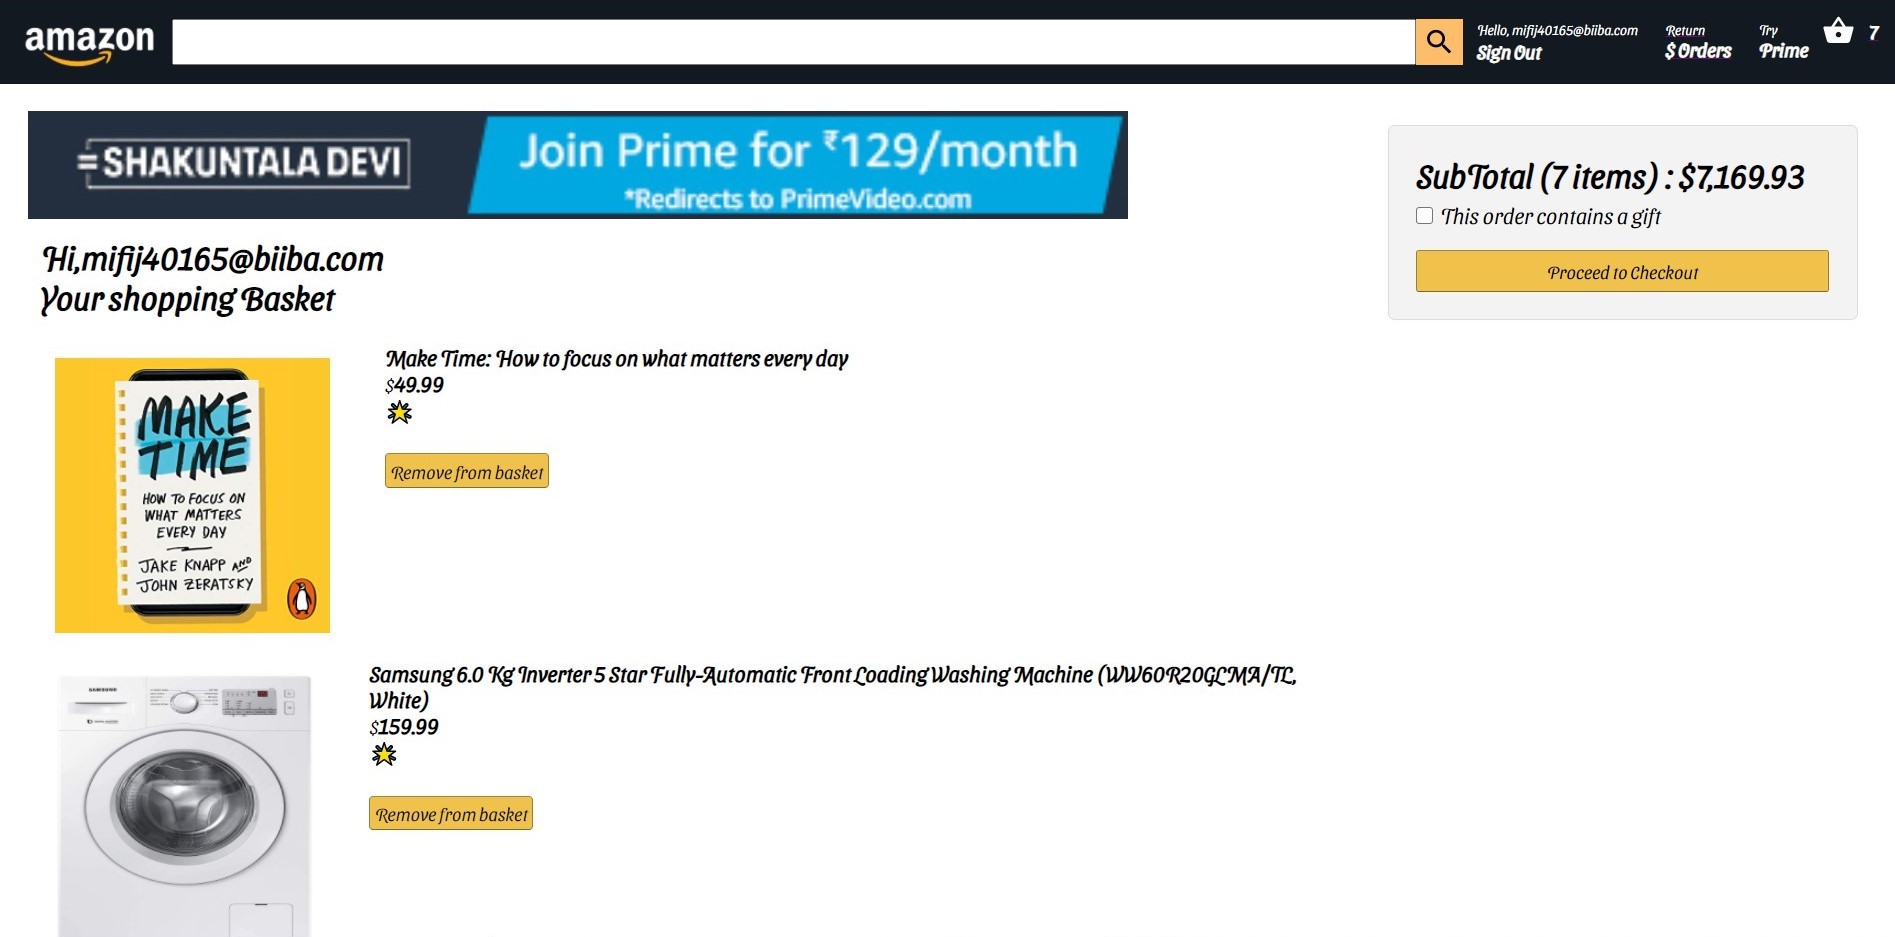 amazon
Hello, mifij40165@biiba.com
Sign Out
Return
$ Orders
Try
Prime
7
=SHAKUNTALA DEVI
Join Prime for ₹129/month
*Redirects to PrimeVideo.com
SubTotal (7 items) : $7,169.93
This order contains a gift
Proceed to Checkout
Hi,mifij40165@biiba.com
Your shopping Basket
MAKE
TIME
HOW TO FOCUS ON
WHAT MATTERS
EVERY DAY
JAKE KNAPP AND
JOHN ZERATSKY
Make Time: How to focus on what matters every day
$49.99
Remove from basket
SAMSUNG
Samsung 6.0 Kg Inverter 5 Star Fully-Automatic Front Loading Washing Machine (WW60R20GLMA/TL,
White)
$159.99
Remove from basket